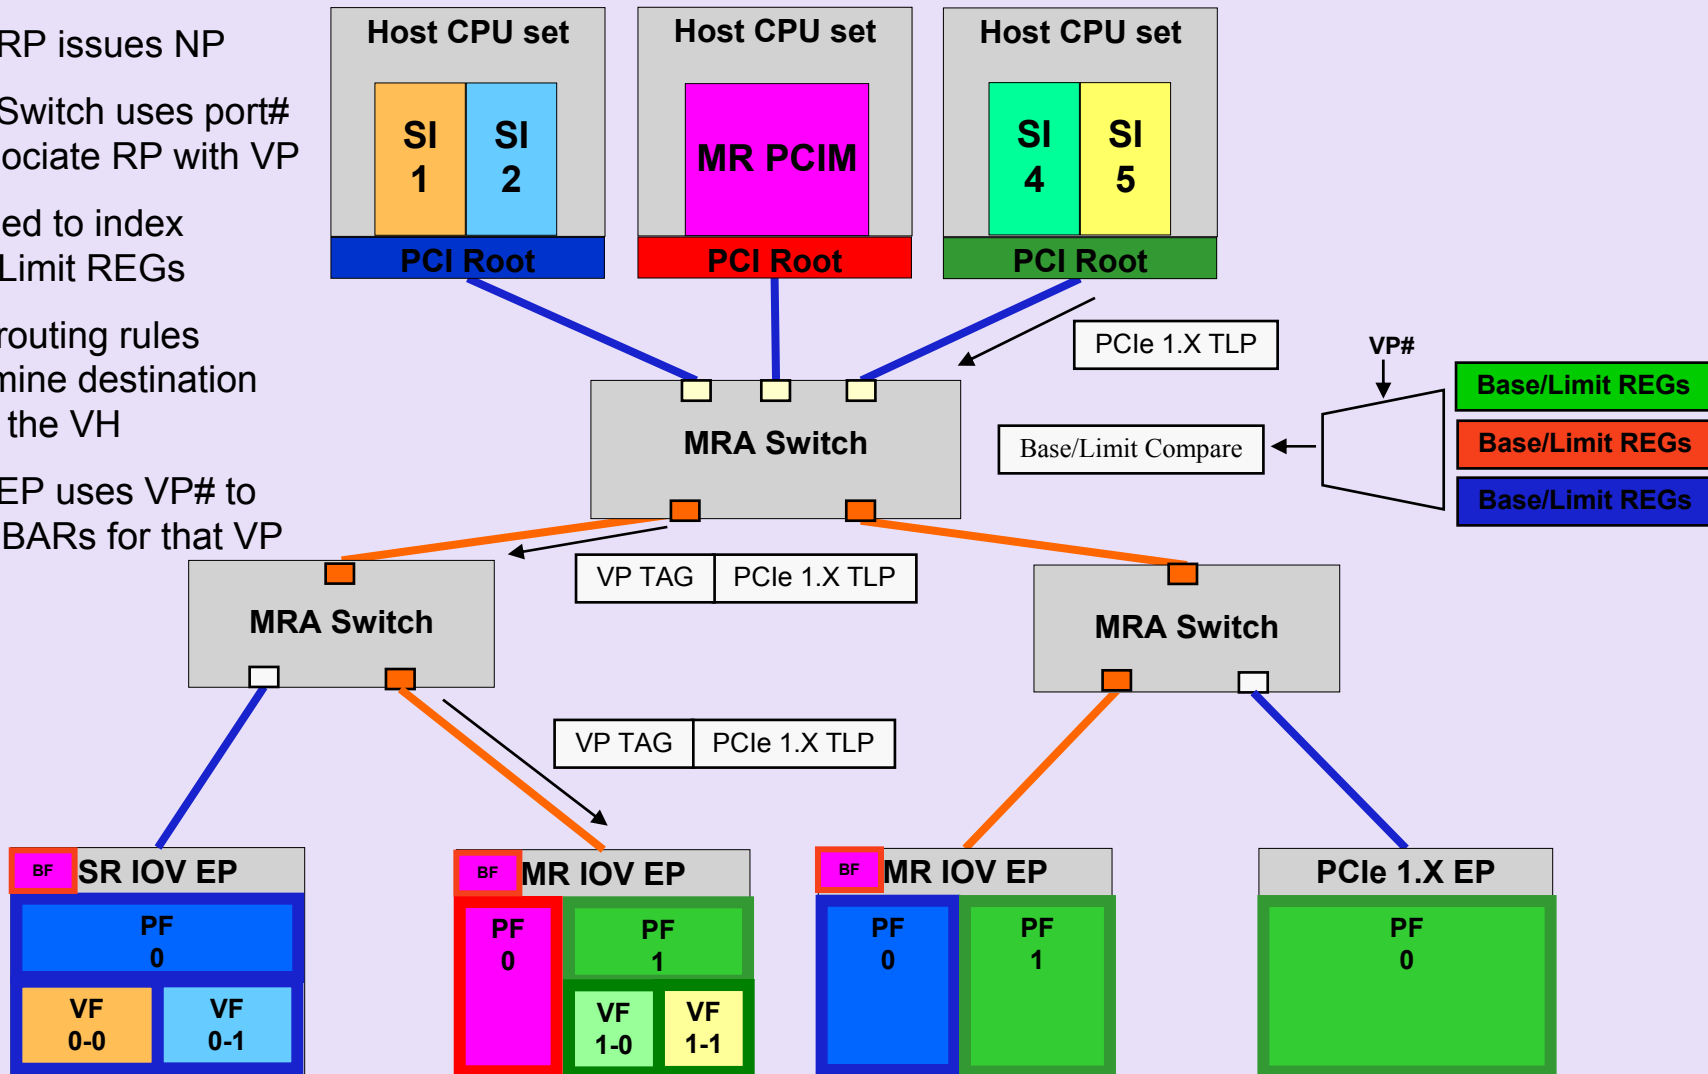 RP issues NP
Switch uses port#
ociate RP with VP
ed to index
Limit REGs
routing rules
mine destination
the VH
EP uses VP# to
BARs for that VP
Host CPU set
SI
1
SI
2
PCI Root
Host CPU set
MR PCIM
PCI Root
Host CPU set
SI
4
SI
5
PCI Root
PCIe 1.X TLP
VP#
Base/Limit REGs
Base/Limit REGs
Base/Limit REGs
Base/Limit Compare
MRA Switch
VP TAG
PCIe 1.X TLP
MRA Switch
MRA Switch
VP TAG
PCIe 1.X TLP
BF
SR IOV EP
PF
0
VF
0-0
VF
0-1
BF
MR IOV EP
PF
0
PF
1
VF
1-0
VF
1-1
BF
MR IOV EP
PF
0
PF
1
PCIe 1.X EP
PF
0